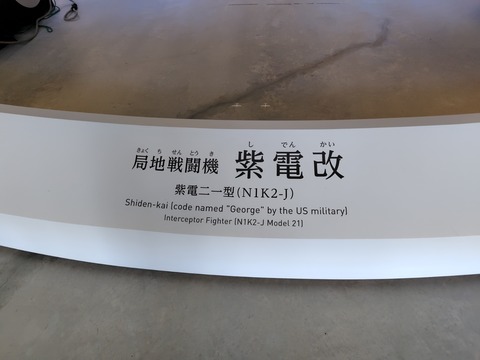 きょく ち せん とう き し でん かい
局地戦闘機 紫電改
紫電二一型(N1K2-J)
Shiden-kai (code named "George" by the US military)
Interceptor Fighter (N1K2-J Model 21)